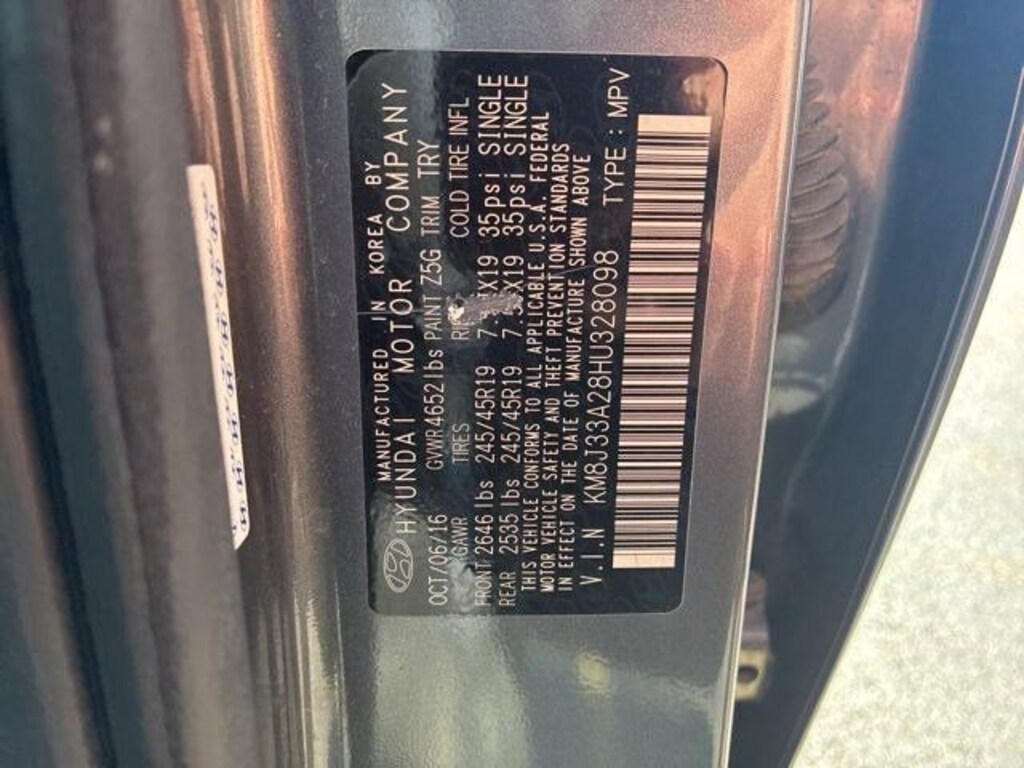 MANUFACTURED IN KOREA BY
HYUNDAI MOTOR COMPANY
OCT/06/16 GVWR4652 lbs PAINT Z5G TRIM TRY
GAWR TIRES COLD TIRE INFL
FRONT 2646 lbs 245/45R19 35psi SINGLE
REAR 2535 lbs 245/45R19 35psi SINGLE
THIS VEHICLE CONFORMS TO ALL APPLICABLE U.S.A. FEDERAL
MOTOR VEHICLE SAFETY AND THEFT PREVENTION STANDARDS
IN EFFECT ON THE DATE OF MANUFACTURE SHOWN ABOVE
V.I.N KM8J33A28HU328098 TYPE : MPV